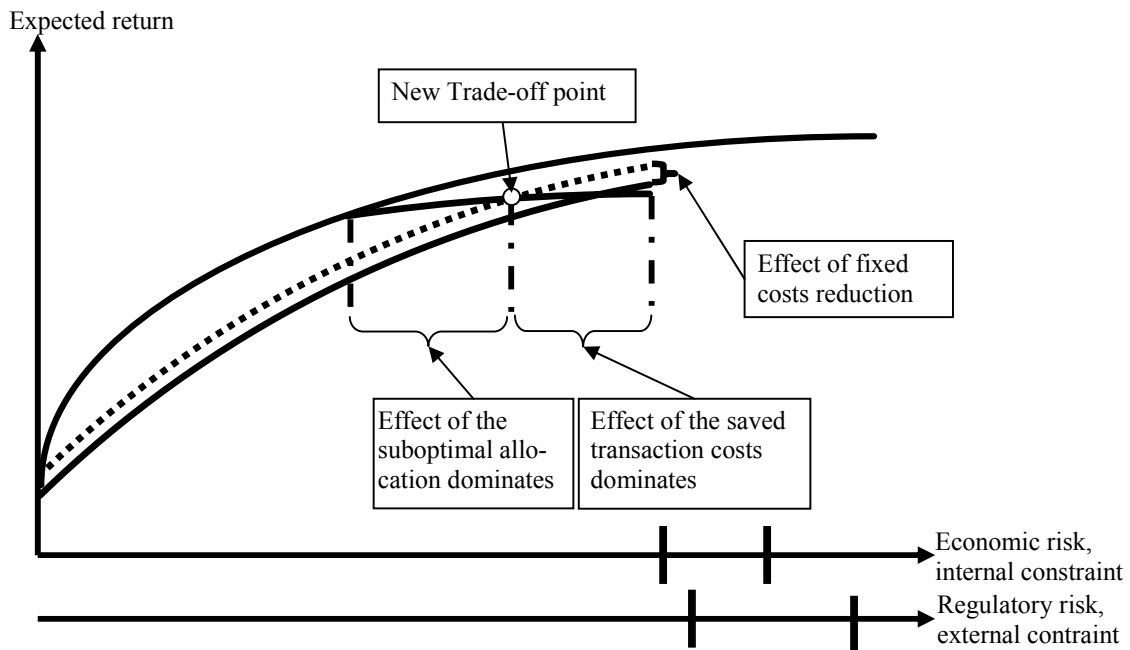 Expected return
New Trade-off point
Effect of fixed
costs reduction
Effect of the
suboptimal allo-
cation dominates
Effect of the saved
transaction costs
dominates
Economic risk,
internal constraint
Regulatory risk,
external contraint